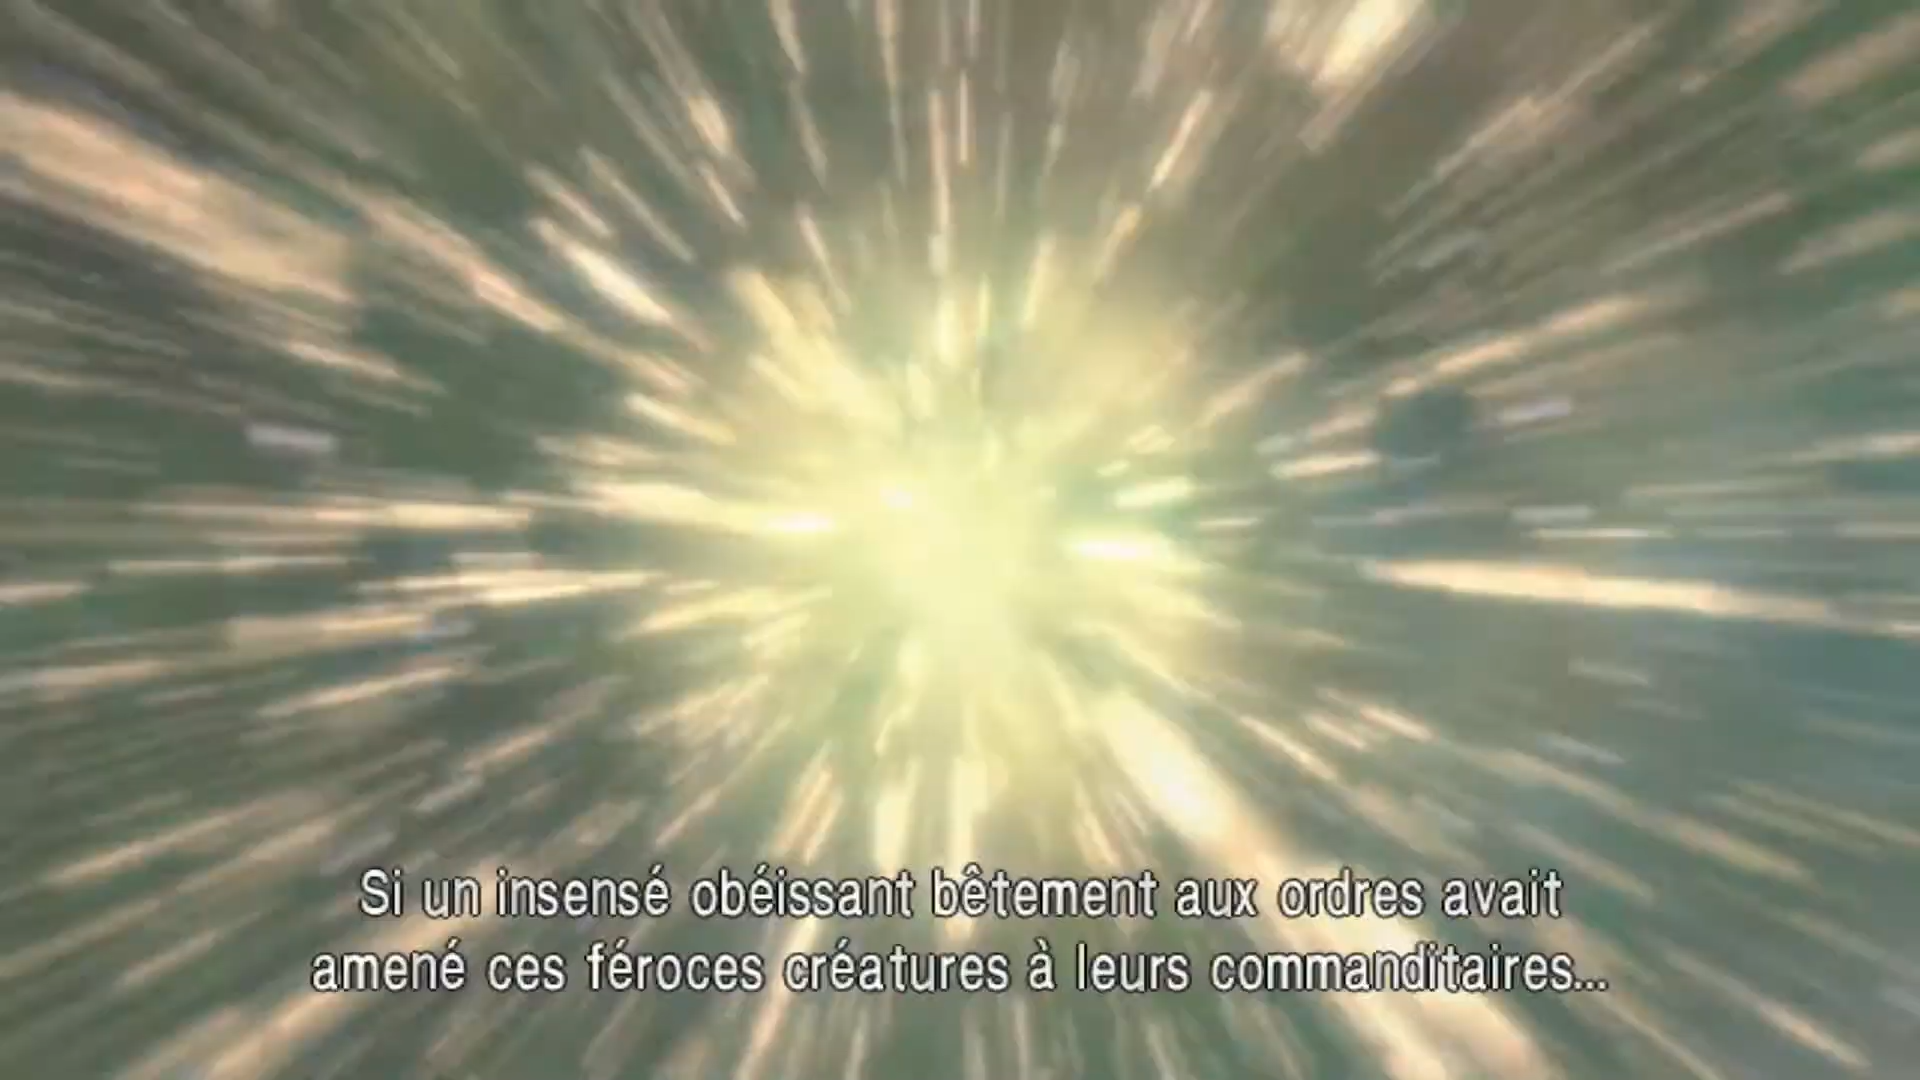 Si un insensé obéissant bêtement aux ordres avait
amené ces féroces créatures à leurs commanditaires...